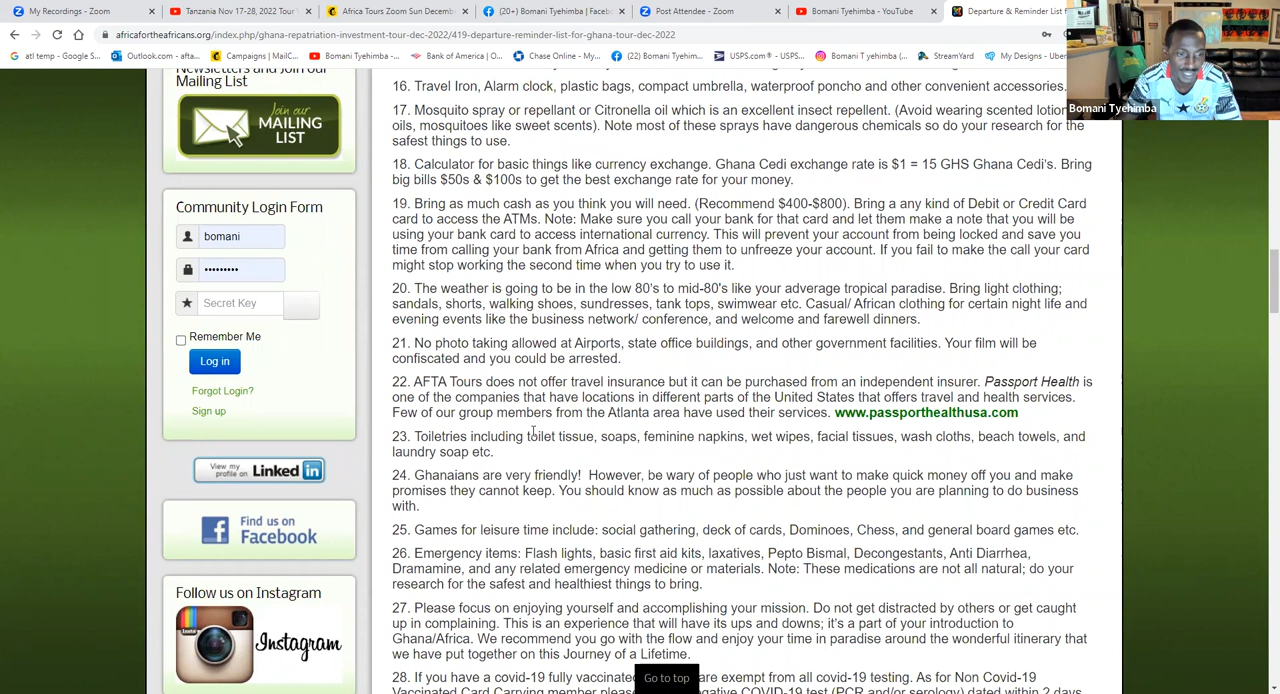 My Recordings - Zoom
Tanzania Nov 17-28, 2022 Tour
Africa Tours Zoom Sun Decemb
(20+) Bomani Tyehimba | Faceb
Post Attendee - Zoom
Bomani Tyehimba - YouTube
Departure & Reminder List f
africafortheafricans.org/index.php/ghana-repatriation-investment-tour-dec-2022/419-departure-reminder-list-for-ghana-tour-dec-2022
atl temp - Google S...
Outlook.com - afta...
Campaigns | MailC...
Bomani Tyehimba -...
Bank of America | O...
Chase Online - My...
(22) Bomani Tyehim...
USPS.com® - USPS...
Bomani T yehimba...
StreamYard
My Designs - Uber
Bomani Tyehimba
Newsletters and Join our
Mailing List
Join our
MAILING
LIST
Community Login Form
bomani
Secret Key
Remember Me
Log in
Forgot Login?
Sign up
View my
profile on
Linked in
Find us on
Facebook
Follow us on Instagram
Instagram
16. Travel Iron, Alarm clock, plastic bags, compact umbrella, waterproof poncho and other convenient accessories.
17. Mosquito spray or repellant or Citronella oil which is an excellent insect repellent. (Avoid wearing scented lotion
oils, mosquitoes like sweet scents). Note most of these sprays have dangerous chemicals so do your research for the
safest things to use.
18. Calculator for basic things like currency exchange. Ghana Cedi exchange rate is $1 = 15 GHS Ghana Cedi's. Bring
big bills $50s & $100s to get the best exchange rate for your money.
19. Bring as much cash as you think you will need. (Recommend $400-$800). Bring a any kind of Debit or Credit Card
card to access the ATMs. Note: Make sure you call your bank for that card and let them make a note that you will be
using your bank card to access international currency. This will prevent your account from being locked and save you
time from calling your bank from Africa and getting them to unfreeze your account. If you fail to make the call your card
might stop working the second time when you try to use it.
20. The weather is going to be in the low 80's to mid-80's like your adverage tropical paradise. Bring light clothing;
sandals, shorts, walking shoes, sundresses, tank tops, swimwear etc. Casual/ African clothing for certain night life and
evening events like the business network/ conference, and welcome and farewell dinners.
21. No photo taking allowed at Airports, state office buildings, and other government facilities. Your film will be
confiscated and you could be arrested.
22. AFTA Tours does not offer travel insurance but it can be purchased from an independent insurer. Passport Health is
one of the companies that have locations in different parts of the United States that offers travel and health services.
Few of our group members from the Atlanta area have used their services. www.passporthealthusa.com
23. Toiletries including toilet tissue, soaps, feminine napkins, wet wipes, facial tissues, wash cloths, beach towels, and
laundry soap etc.
24. Ghanaians are very friendly! However, be wary of people who just want to make quick money off you and make
promises they cannot keep. You should know as much as possible about the people you are planning to do business
with.
25. Games for leisure time include: social gathering, deck of cards, Dominoes, Chess, and general board games etc.
26. Emergency items: Flash lights, basic first aid kits, laxatives, Pepto Bismal, Decongestants, Anti Diarrhea,
Dramamine, and any related emergency medicine or materials. Note: These medications are not all natural; do your
research for the safest and healthiest things to bring.
27. Please focus on enjoying yourself and accomplishing your mission. Do not get distracted by others or get caught
up in complaining. This is an experience that will have its ups and downs; it's a part of your introduction to
Ghana/Africa. We recommend you go with the flow and enjoy your time in paradise around the wonderful itinerary that
we have put together on this Journey of a Lifetime.
28. If you have a covid-19 fully vaccinated are exempt from all covid-19 testing. As for Non Covid-19
Go to top